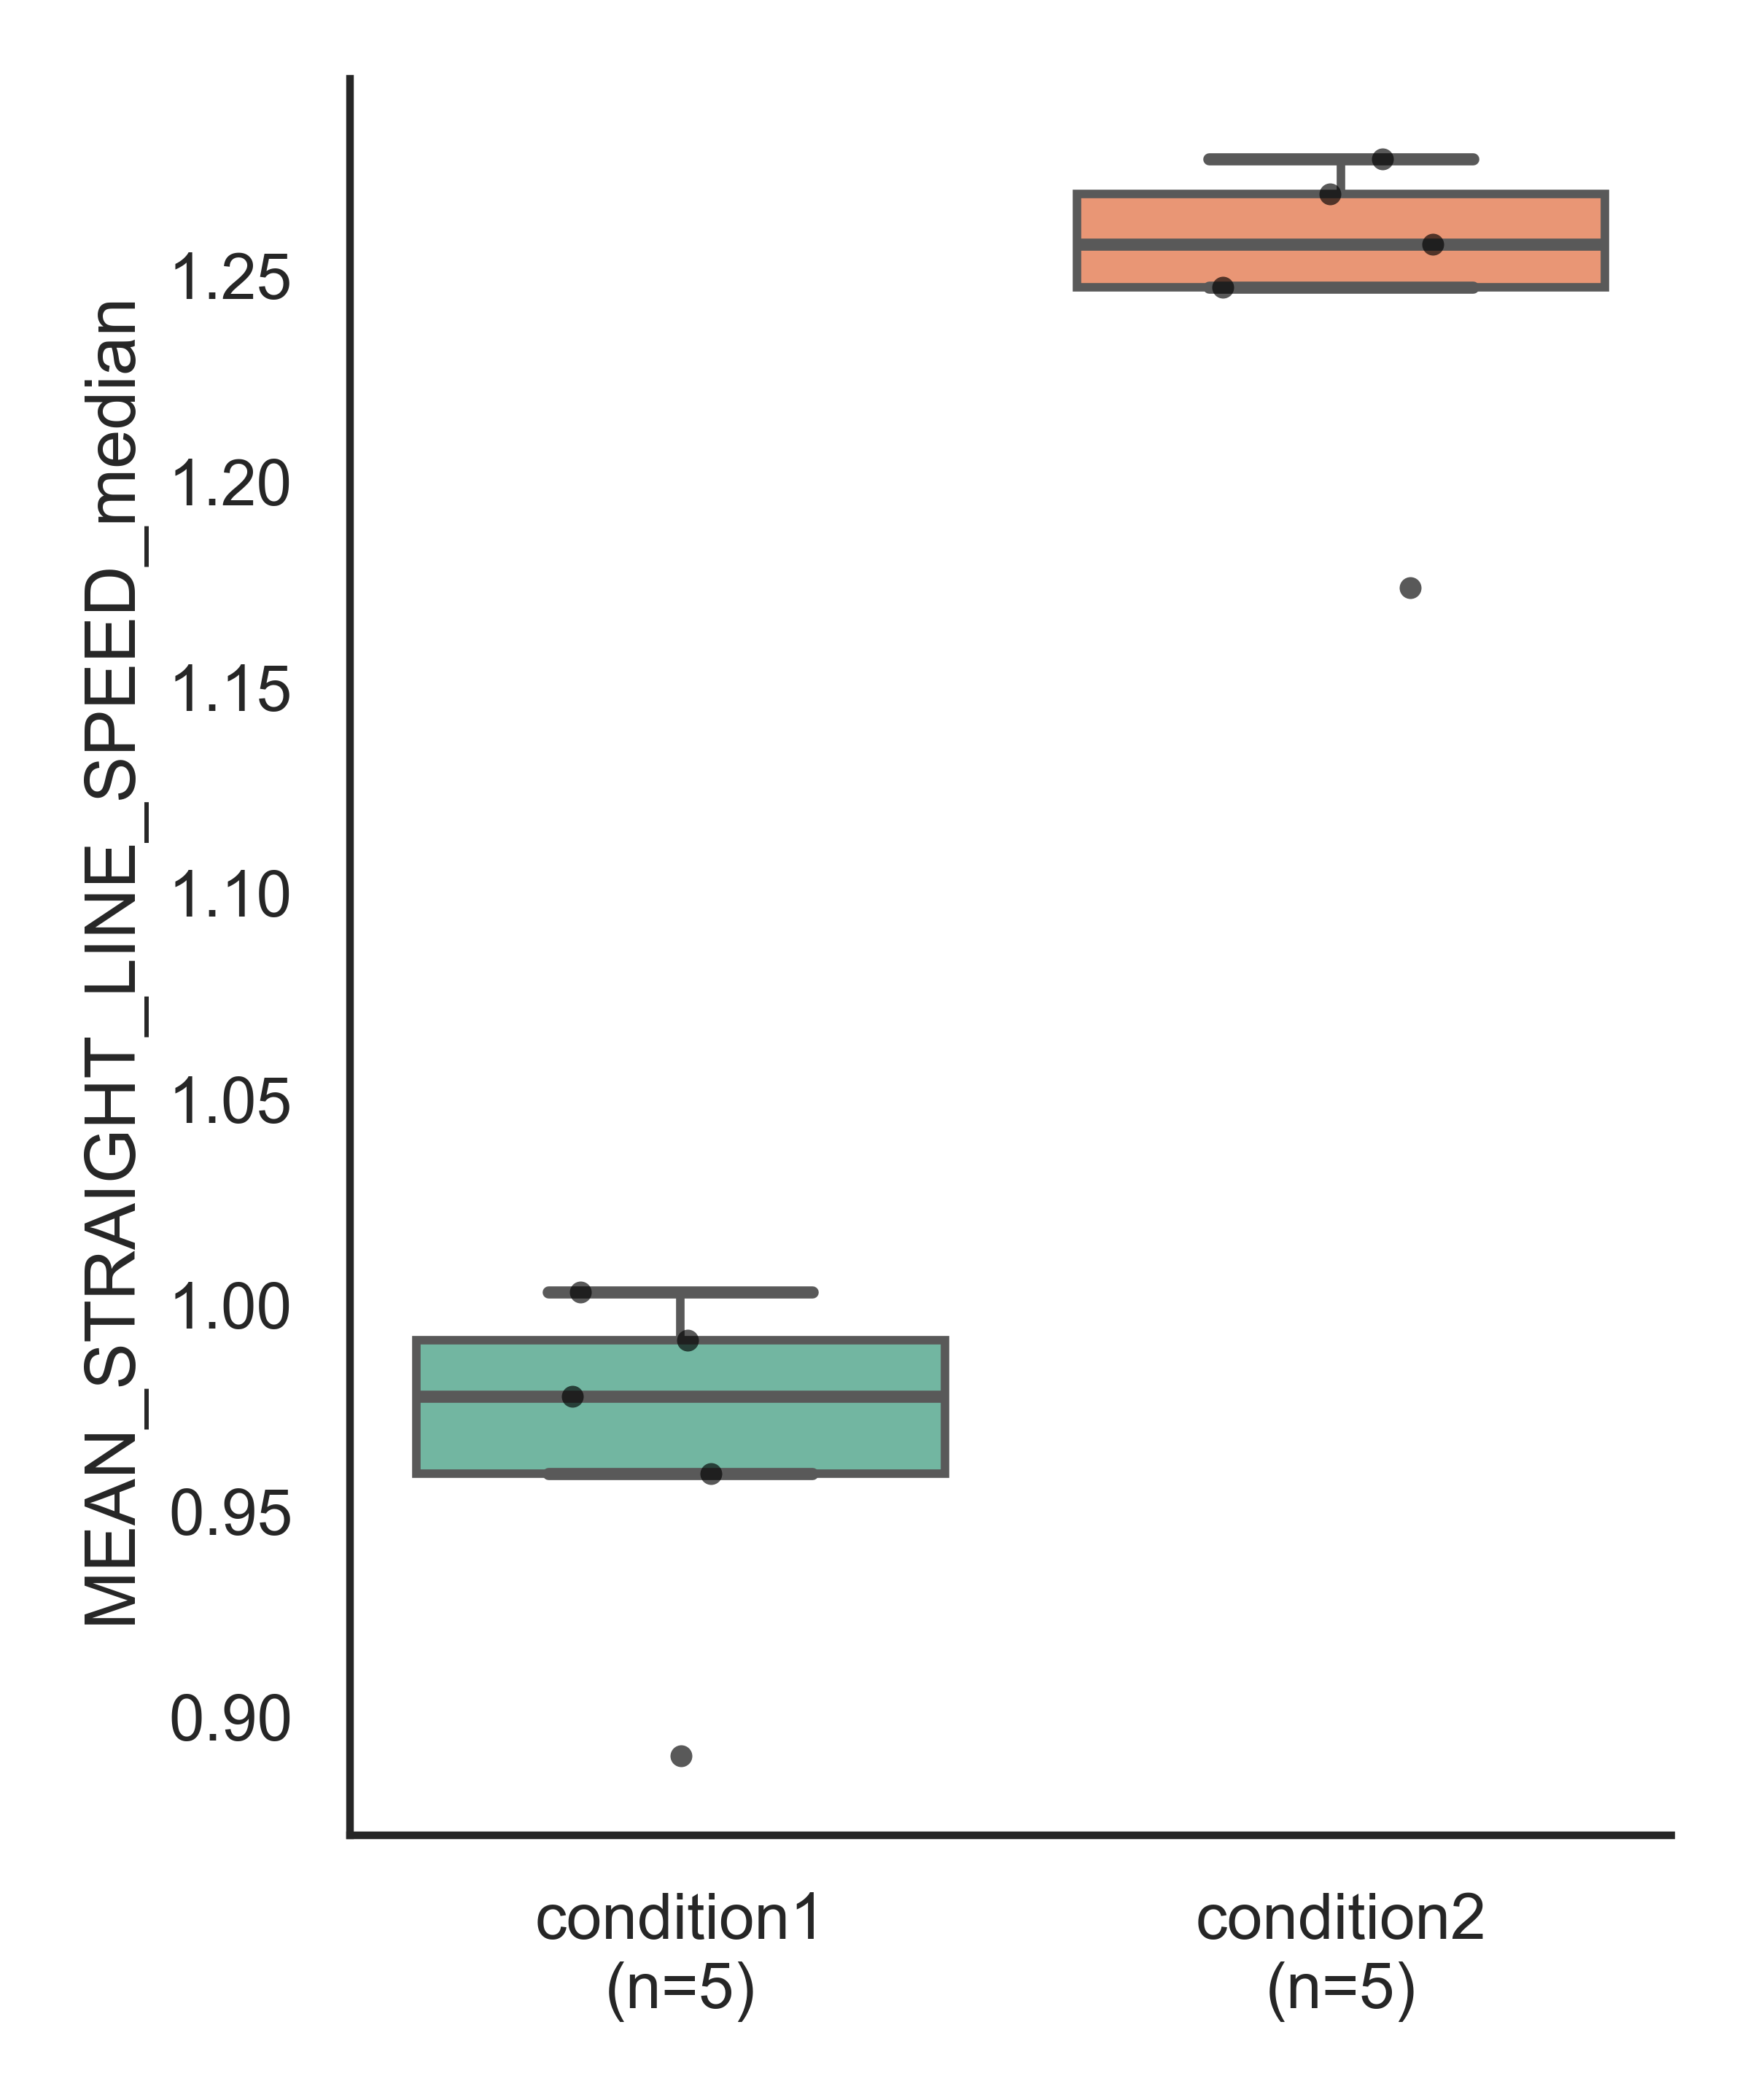 MEAN_STRAIGHT_LINE_SPEED_median
1.25
1.20
1.15
1.10
1.05
1.00
0.95
0.90
condition1
(n=5)
condition2
(n=5)